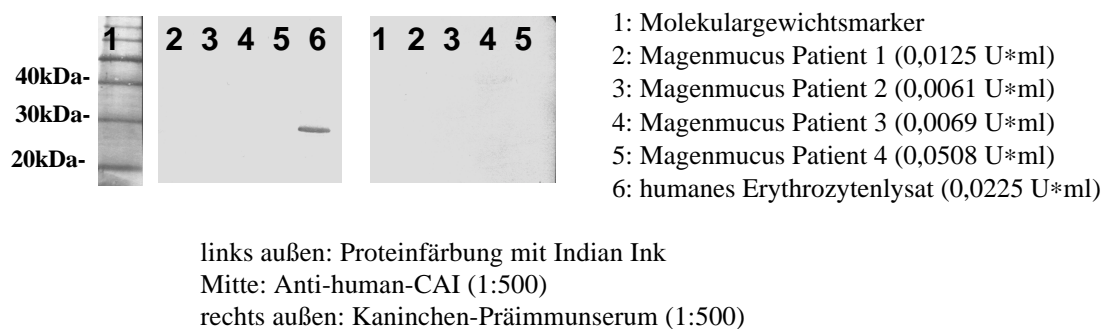 1 2 3 4 5 6 1 2 3 4 5
40kDa-
30kDa-
20kDa-
1: Molekulargewichtsmarker
2: Magenmucus Patient 1 (0,0125 U*ml)
3: Magenmucus Patient 2 (0,0061 U*ml)
4: Magenmucus Patient 3 (0,0069 U*ml)
5: Magenmucus Patient 4 (0,0508 U*ml)
6: humanes Erythrozytenlysat (0,0225 U*ml)
links außen: Proteinfärbung mit Indian Ink
Mitte: Anti-human-CAI (1:500)
rechts außen: Kaninchen-Präimmunserum (1:500)